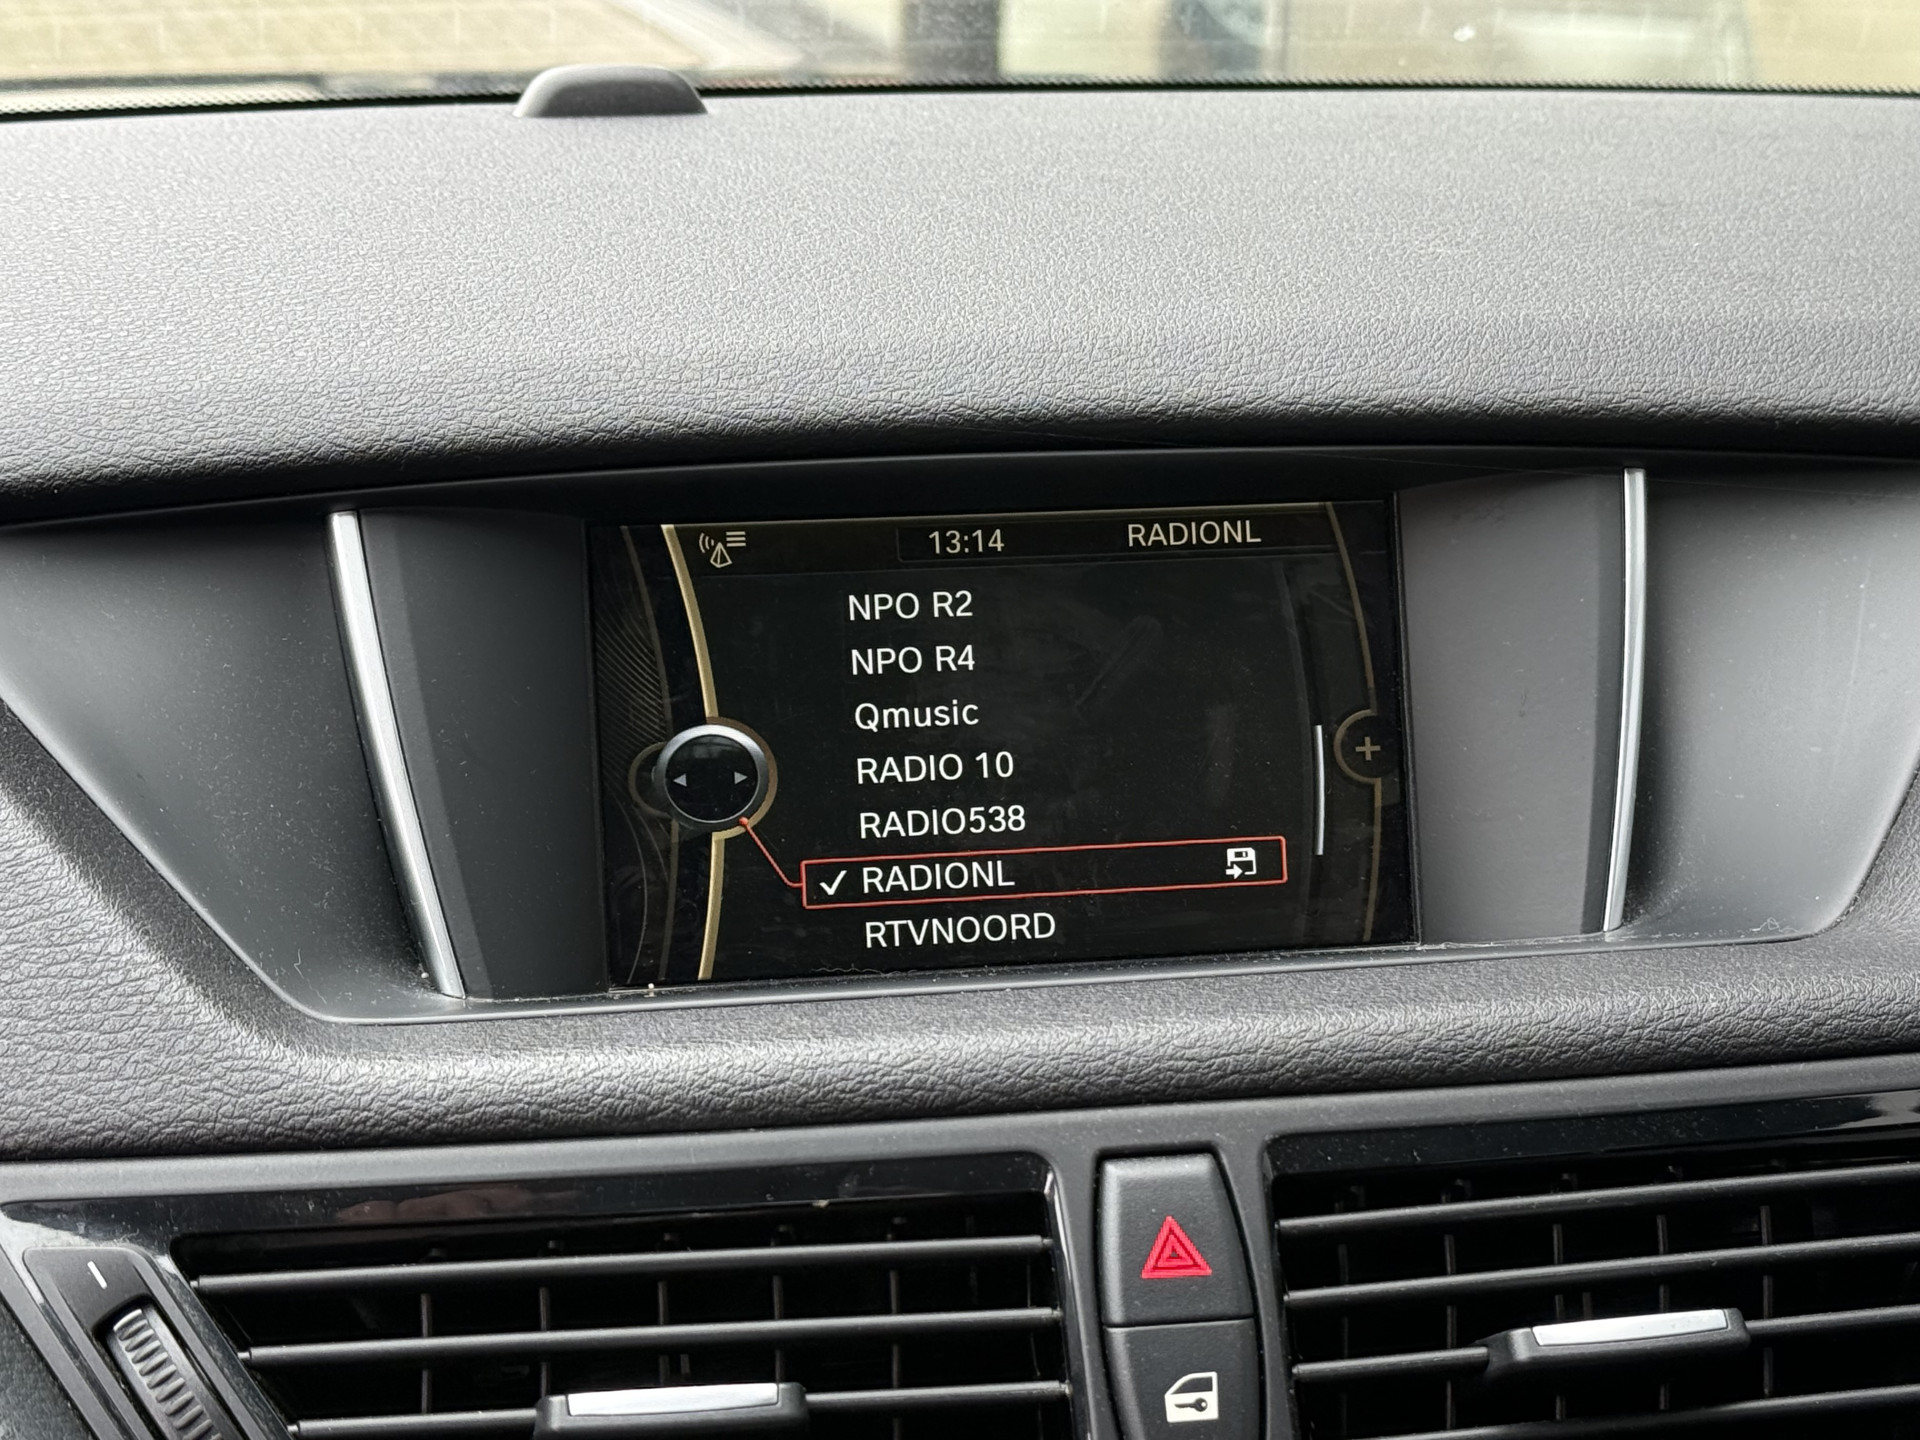 13:14 RADIONL
NPO R2
NPO R4
Qmusic
RADIO 10
RADIO538
RADIONL
RTVNOORD